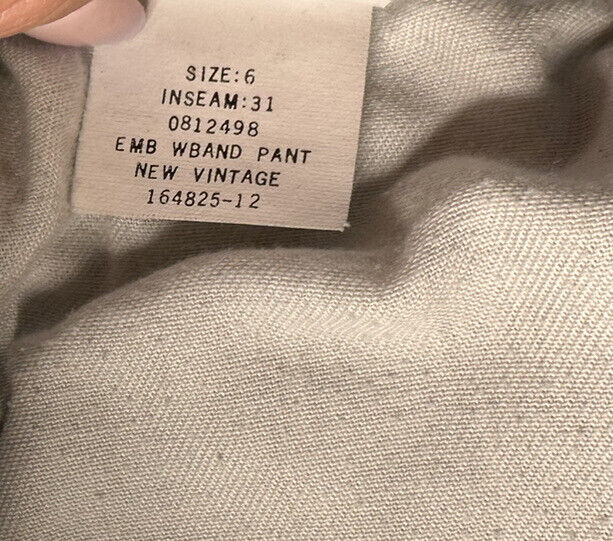 SIZE:6
INSEAM:31
0812498
EMB WBAND PANT
NEW VINTAGE
164825-12